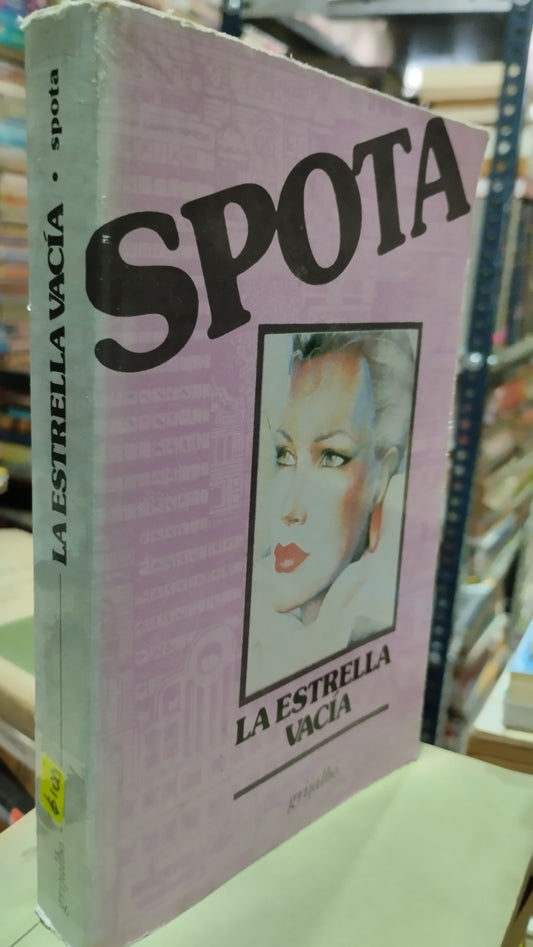 SPOTA
LA ESTRELLA
VACÍA
grijalbo
LA ESTRELLA VACÍA • spota
grijalbo